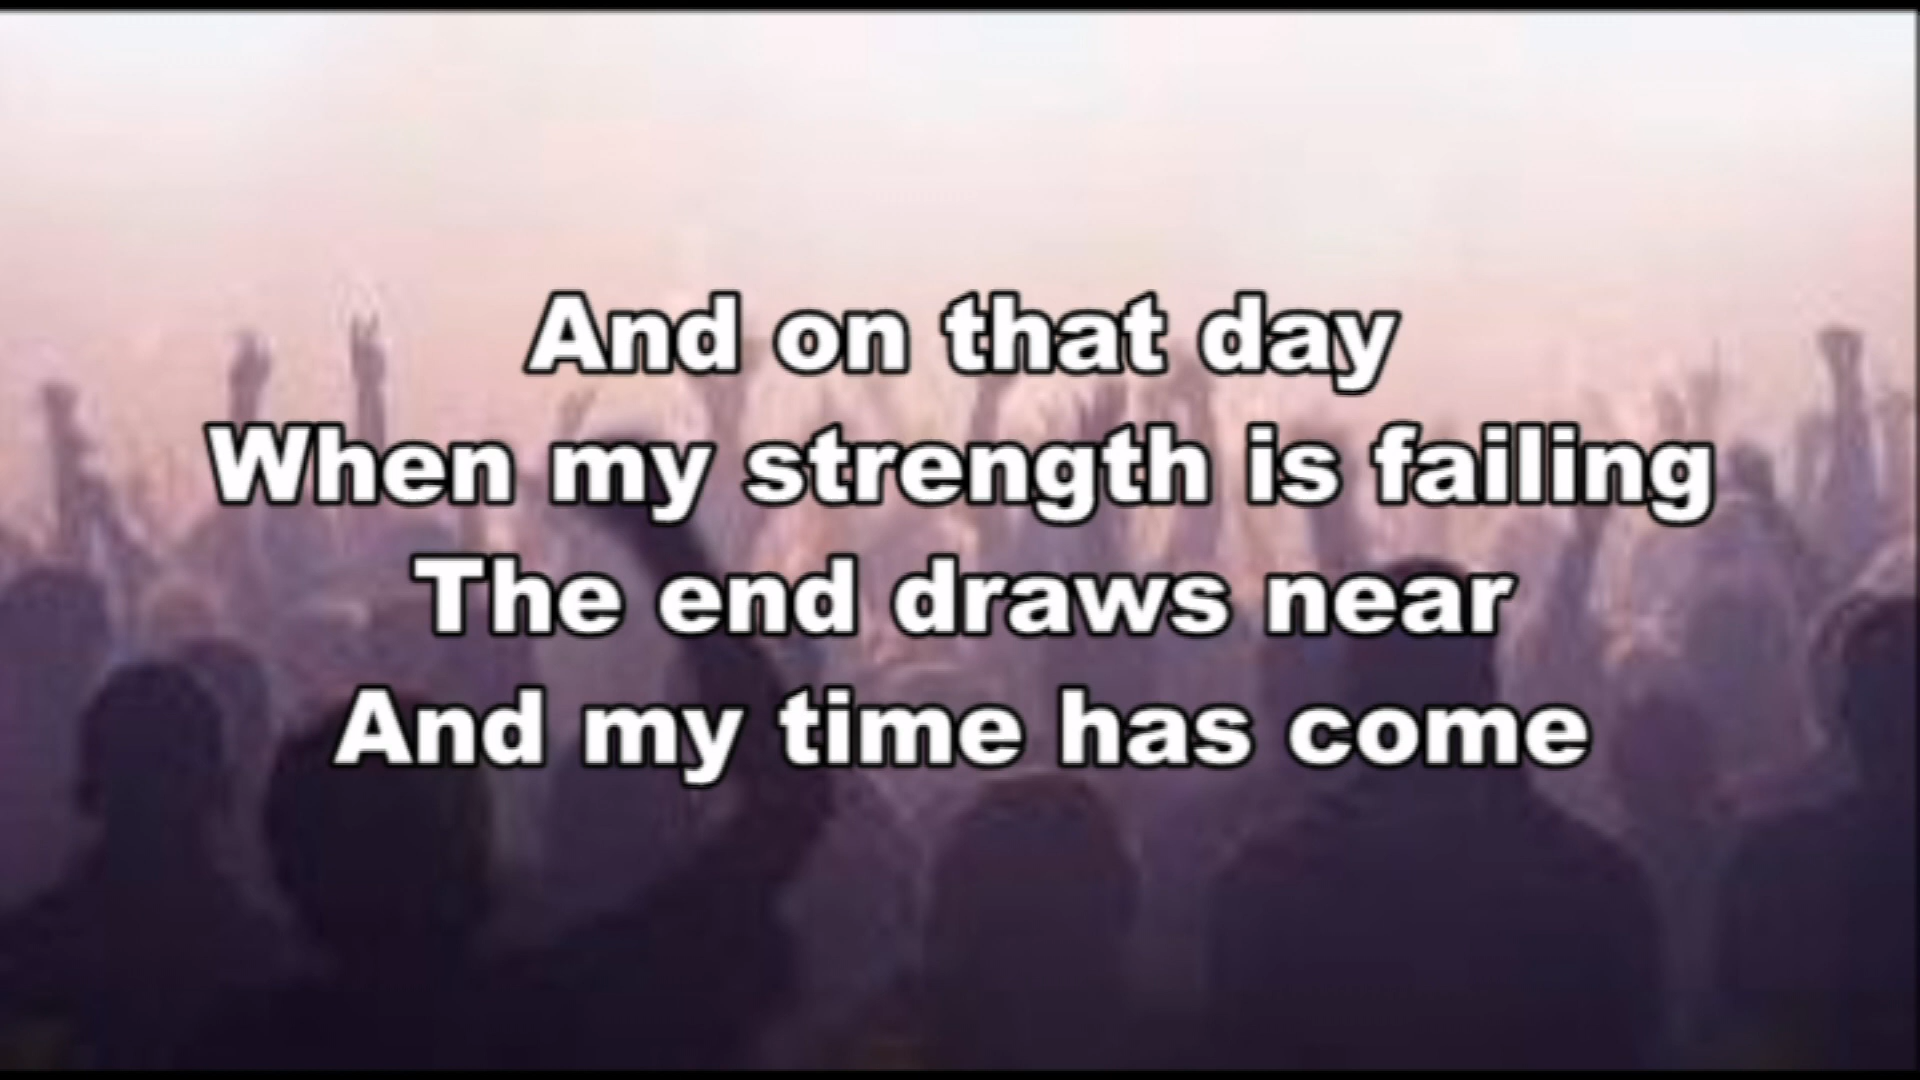 And on that day
When my strength is failing
The end draws near
And my time has come